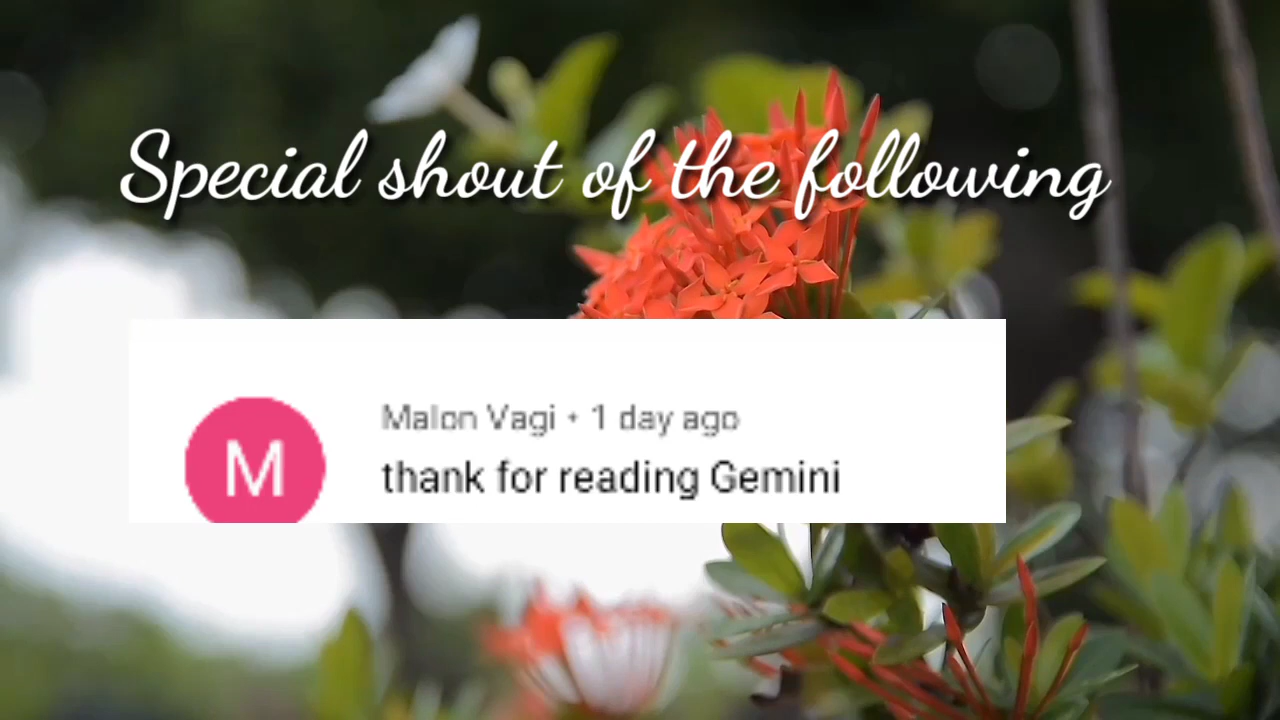 Special shout of the following
M
Malon Vagi • 1 day ago
thank for reading Gemini